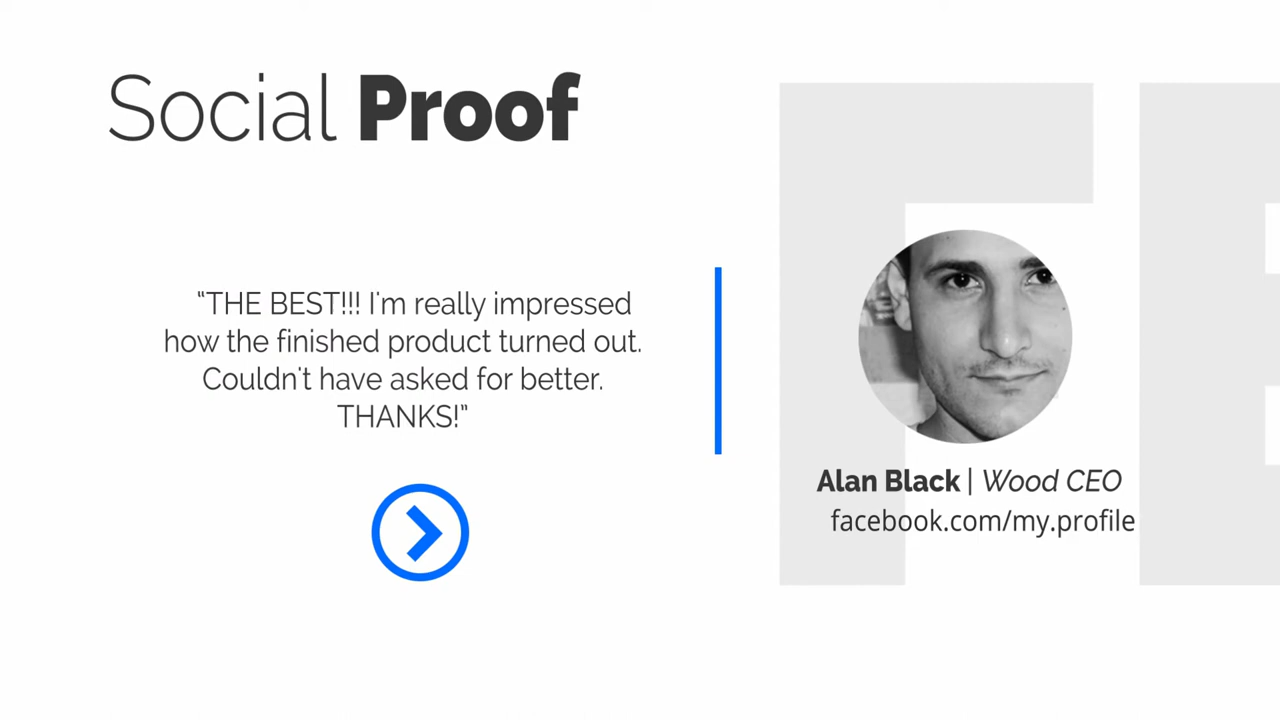 Social Proof
“THE BEST!!! I'm really impressed
how the finished product turned out.
Couldn't have asked for better.
THANKS!”
FE
Alan Black | Wood CEO
facebook.com/my.profile